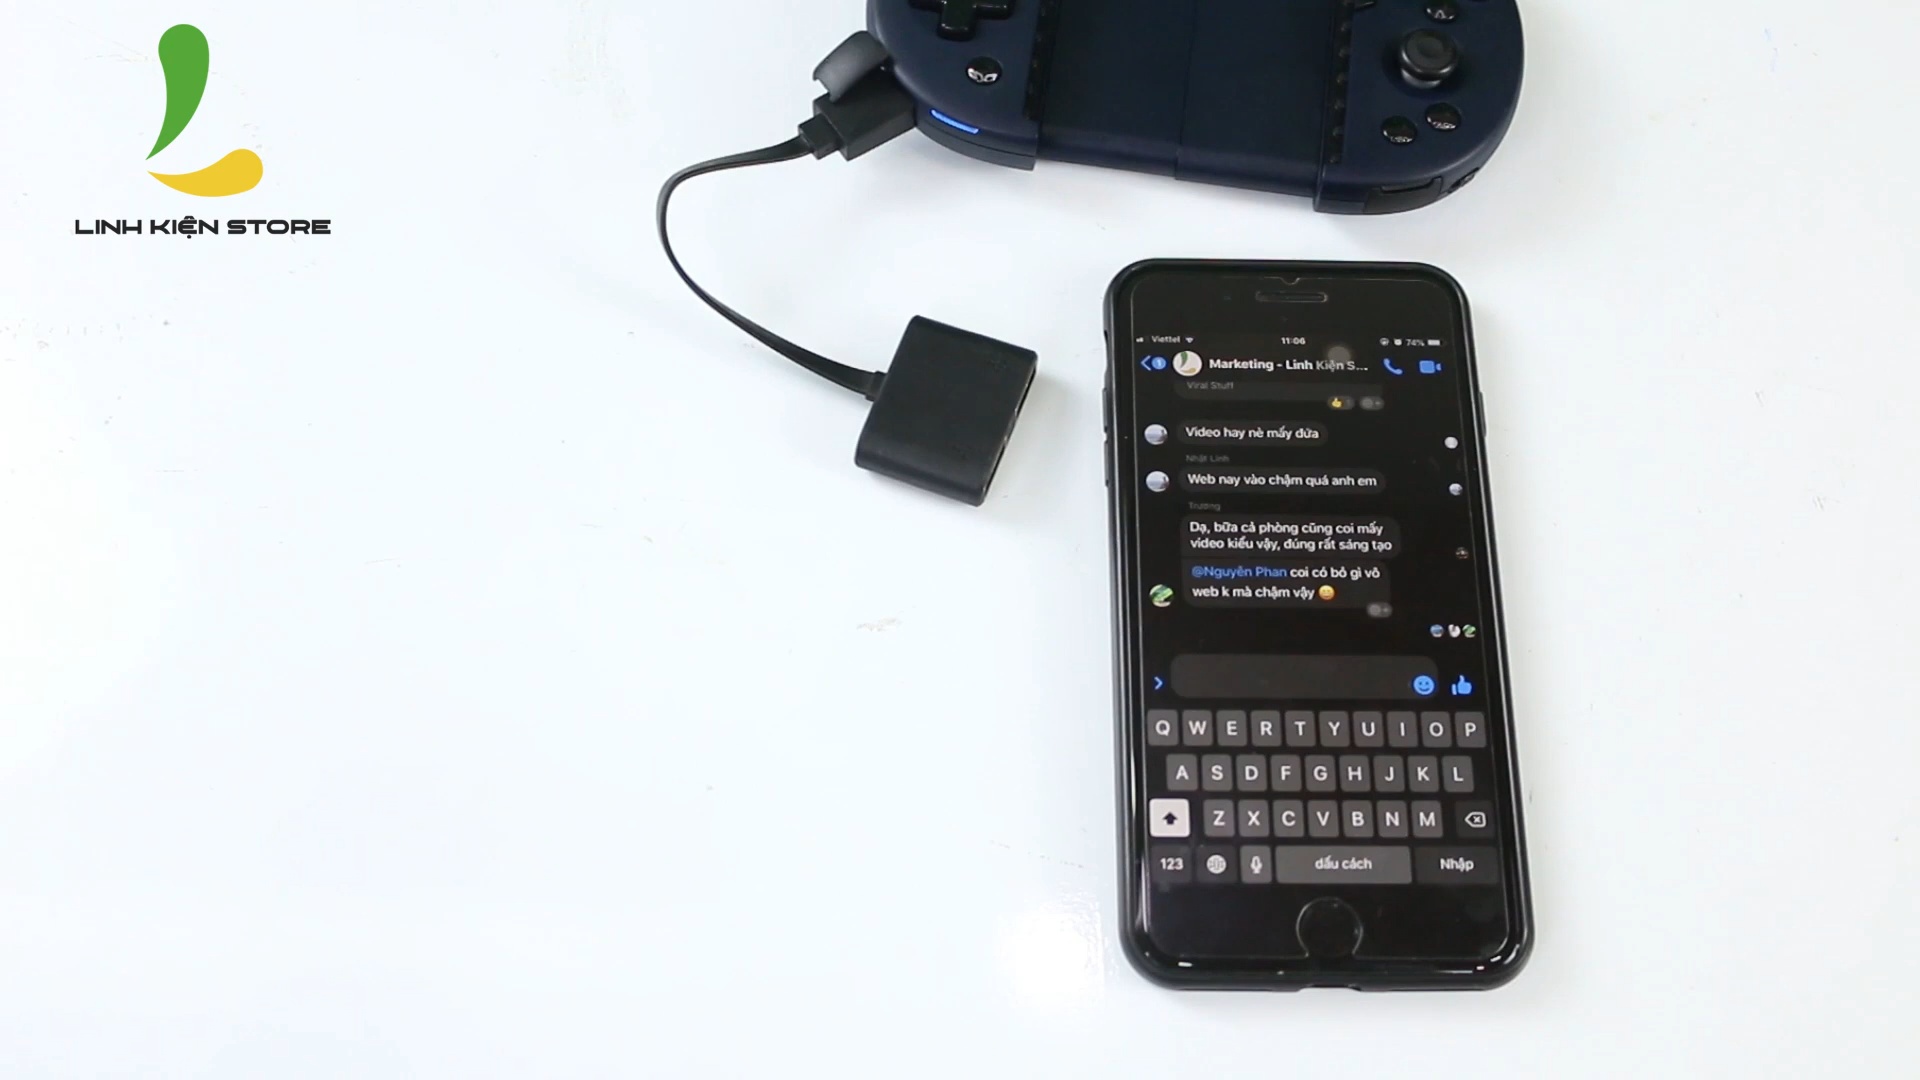 LINH KIỆN STORE
Viettel
11:06
74%
1
Marketing - Linh Kiện S...
Viral Stuff
Video hay nè mấy đứa
Nhật Linh
Web nay vào chậm quá anh em
Trường
Dạ, bữa cả phòng cũng coi mấy
video kiểu vậy, đúng rất sáng tạo
@Nguyên Phan coi có bỏ gì vô
web k mà chậm vậy 😄
Q W E R T Y U I O P
A S D F G H J K L
Z X C V B N M
123
dấu cách
Nhập